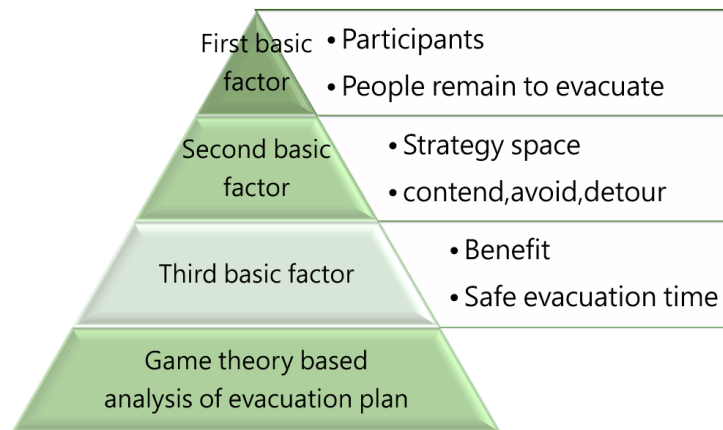 First basic
factor
• Participants
• People remain to evacuate
Second basic
factor
• Strategy space
• contend,avoid,detour
Third basic factor
• Benefit
• Safe evacuation time
Game theory based
analysis of evacuation plan